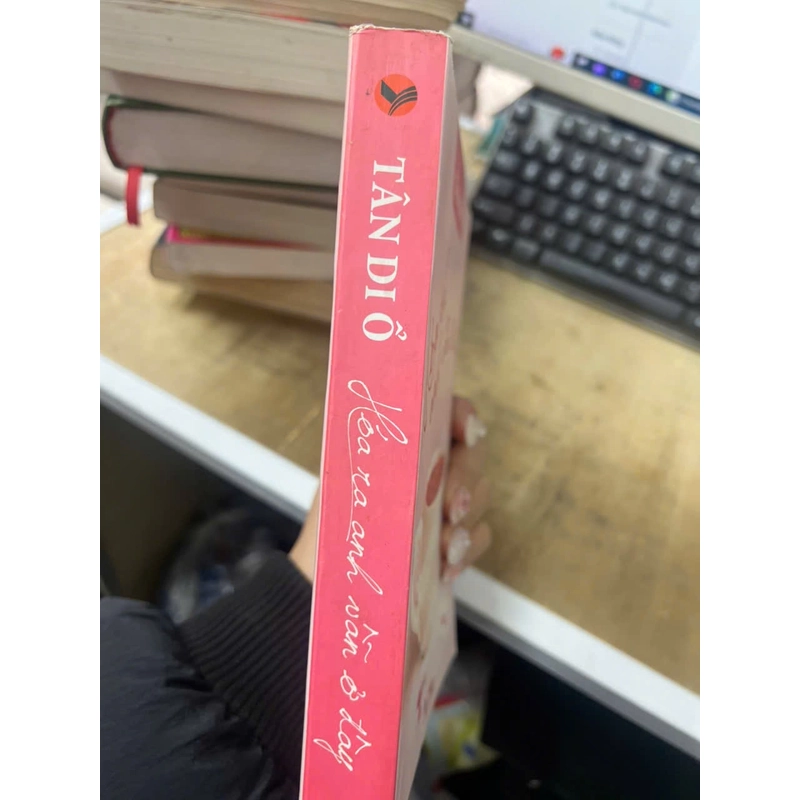 TÂN DI Ổ
Hóa ra anh vẫn ở đây